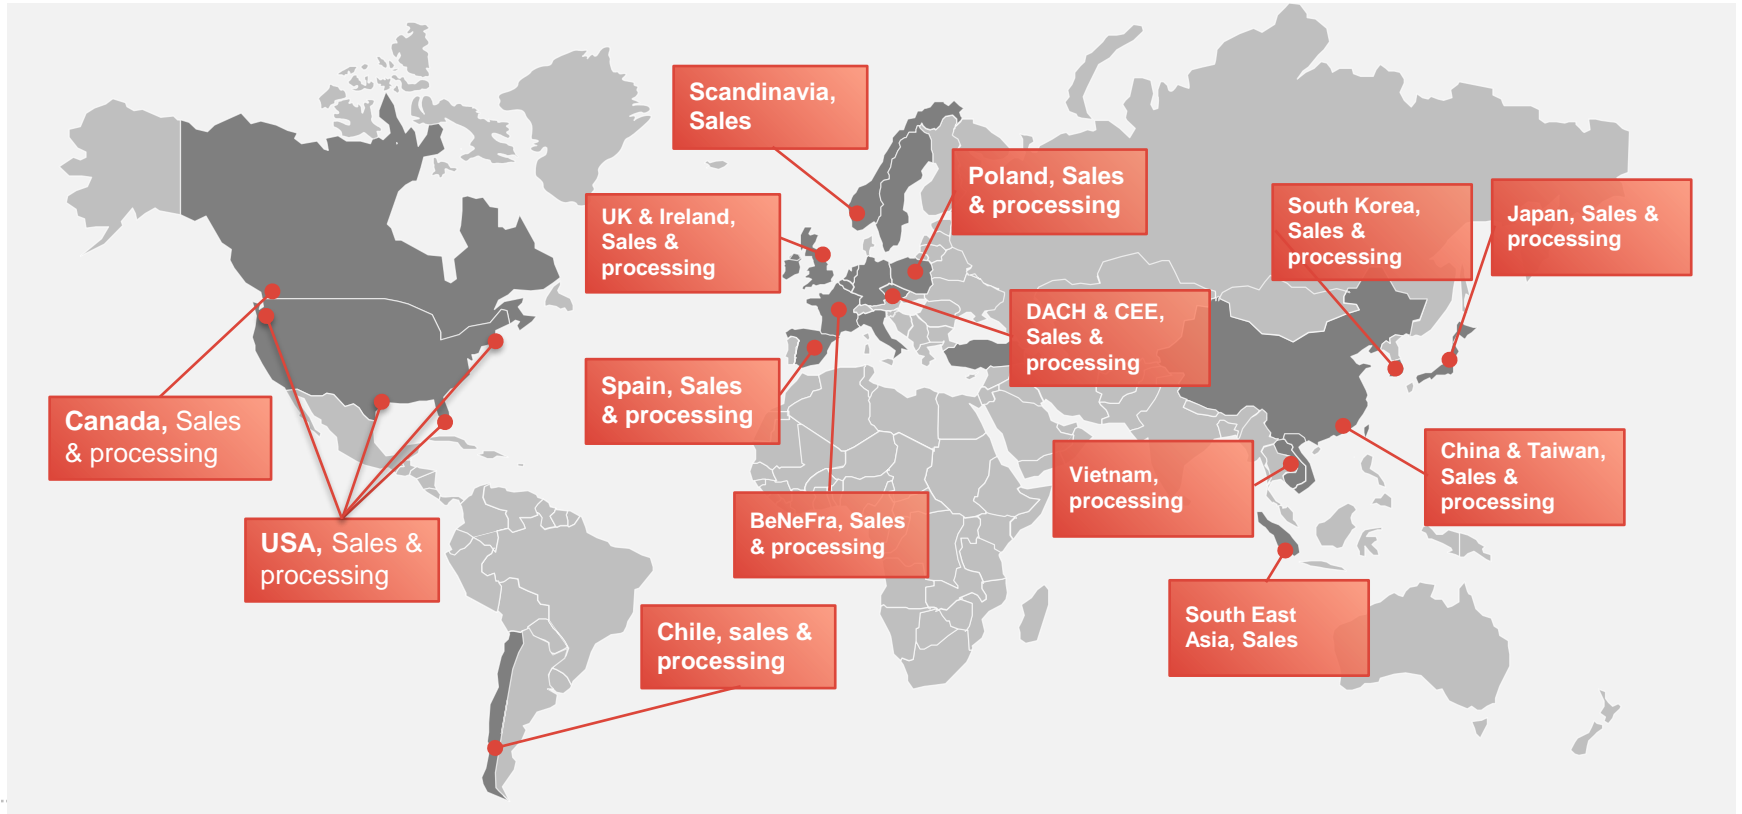 Scandinavia,
Sales
UK & Ireland,
Sales &
processing
Poland, Sales
& processing
South Korea,
Sales &
processing
Japan, Sales &
processing
DACH & CEE,
Sales &
processing
Spain, Sales
& processing
Canada, Sales
& processing
USA, Sales &
processing
BeNeFra, Sales
& processing
Vietnam,
processing
China & Taiwan,
Sales &
processing
Chile, sales &
processing
South East
Asia, Sales